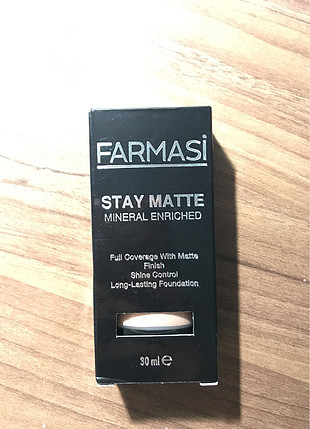 FARMASi
STAY MATTE
MINERAL ENRICHED
Full Coverage With Matte
Finish
Shine Control
Long-Lasting Foundation
30 ml ℮